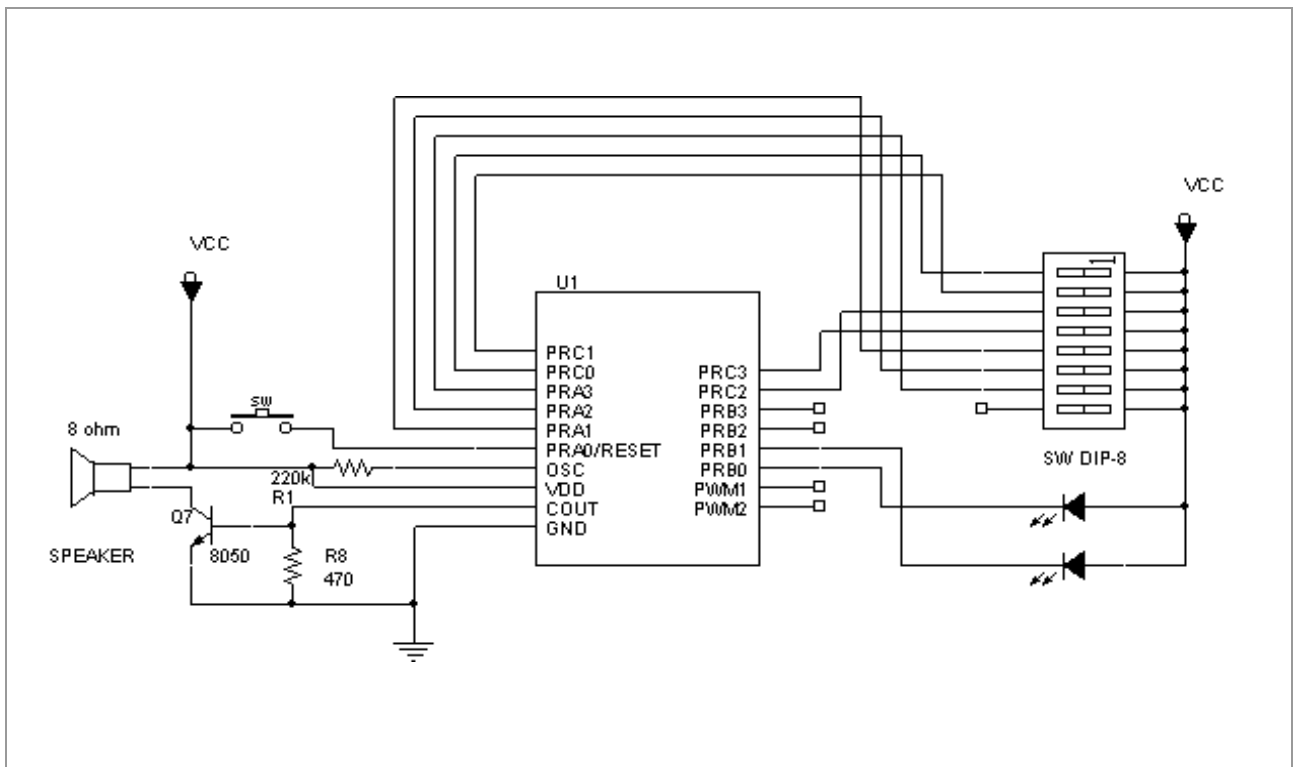 VCC
VCC
U1
1
PRC1
PRC0
PRA3
PRA2
PRA1
PRA0/RESET
OSC
VDD
COUT
GND
PRC3
PRC2
PRB3
PRB2
PRB1
PRB0
PWM1
PWM2
sw
8 ohm
220k
R1
Q7
8050
SPEAKER
R8
470
SW DIP-8